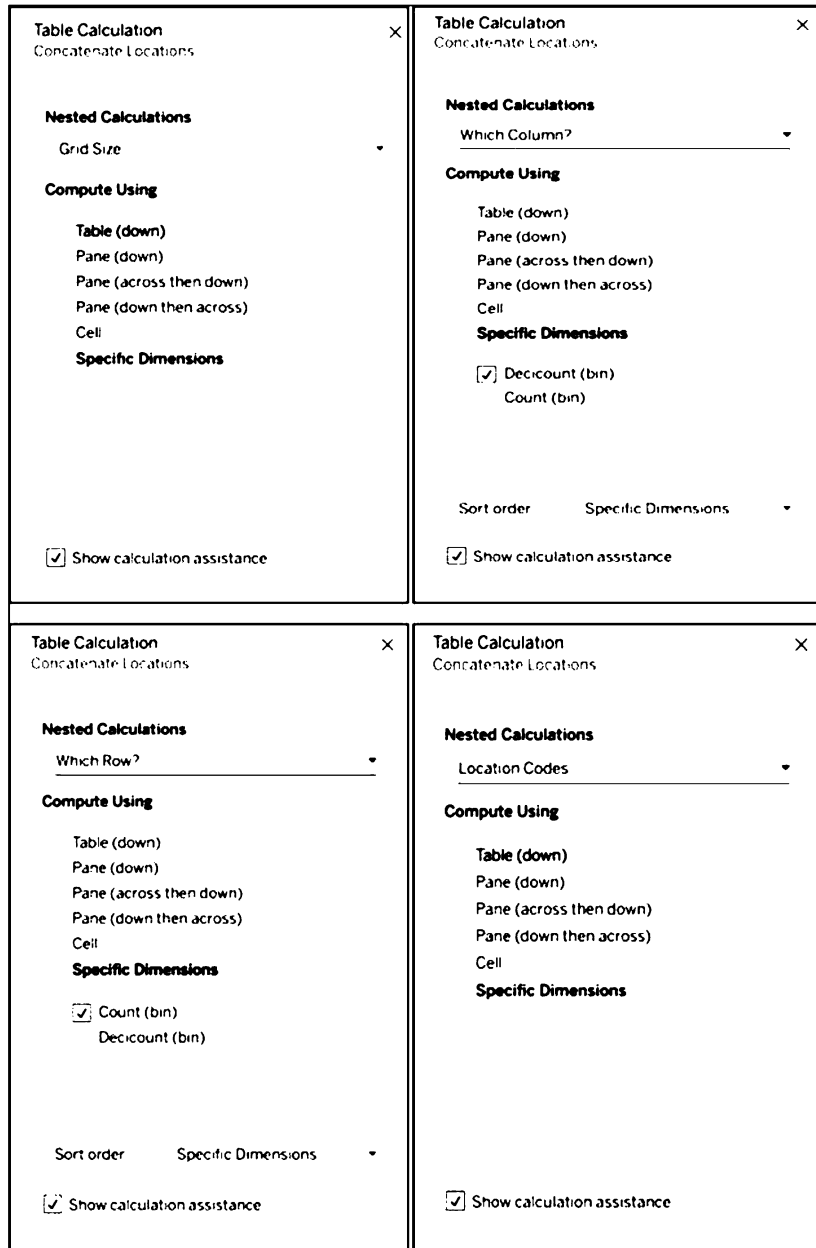 Table Calculation
Concatenate Locations
Nested Calculations
Grid Size
Compute Using
Table (down)
Pane (down)
Pane (across then down)
Pane (down then across)
Cell
Specific Dimensions
Show calculation assistance
Table Calculation
Concatenate Locations
Nested Calculations
Which Column?
Compute Using
Table (down)
Pane (down)
Pane (across then down)
Pane (down then across)
Cell
Specific Dimensions
Decicount (bin)
Count (bin)
Sort order Specific Dimensions
Show calculation assistance
Table Calculation
Concatenate Locations
Nested Calculations
Which Row?
Compute Using
Table (down)
Pane (down)
Pane (across then down)
Pane (down then across)
Cell
Specific Dimensions
Count (bin)
Decicount (bin)
Sort order Specific Dimensions
Show calculation assistance
Table Calculation
Concatenate Locations
Nested Calculations
Location Codes
Compute Using
Table (down)
Pane (down)
Pane (across then down)
Pane (down then across)
Cell
Specific Dimensions
Show calculation assistance